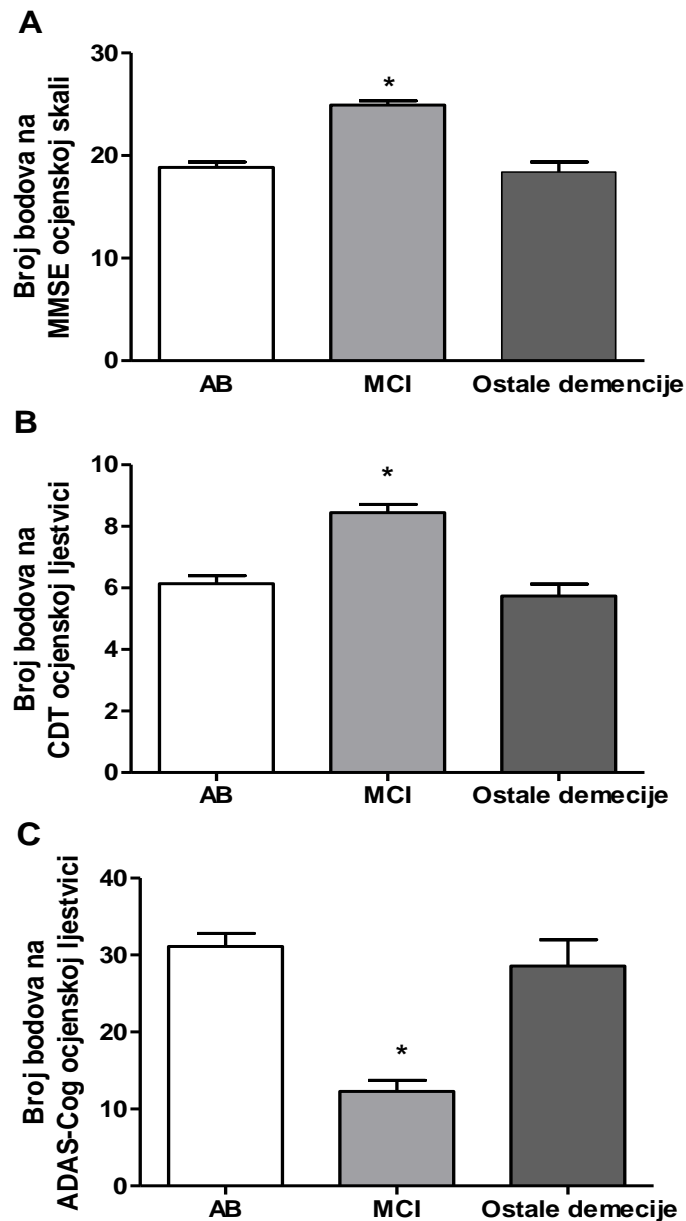 A
Broj bodova na
MMSE ocjenskoj skali
30
20
10
0
*
AB MCI Ostale demencije
B
Broj bodova na
CDT ocjenskoj ljestvici
10
8
6
4
2
0
*
AB MCI Ostale demecije
C
Broj bodova na
ADAS-Cog ocjenskoj ljestvici
40
30
20
10
0
*
AB MCI Ostale demecije